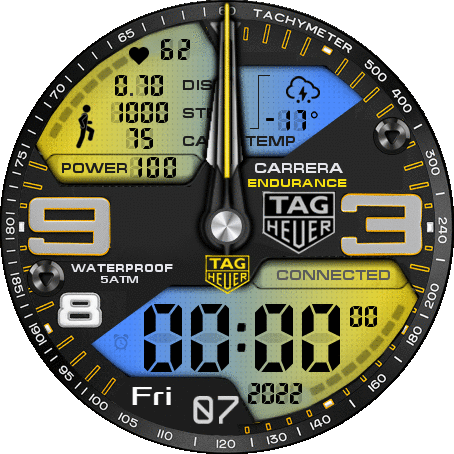 TACHYMETER
60
65
70
75
80
85
90
100
110
120
130
140
150
160
180
200
240
300
400
500
62
0.70 DIS
1000 ST
75 CA
POWER 100
-17°
TEMP
CARRERA
ENDURANCE
TAG
HEUER
9
3
WATERPROOF
5ATM
8
TAG
HEUER
CONNECTED
00:00 00
Fri 07 2022